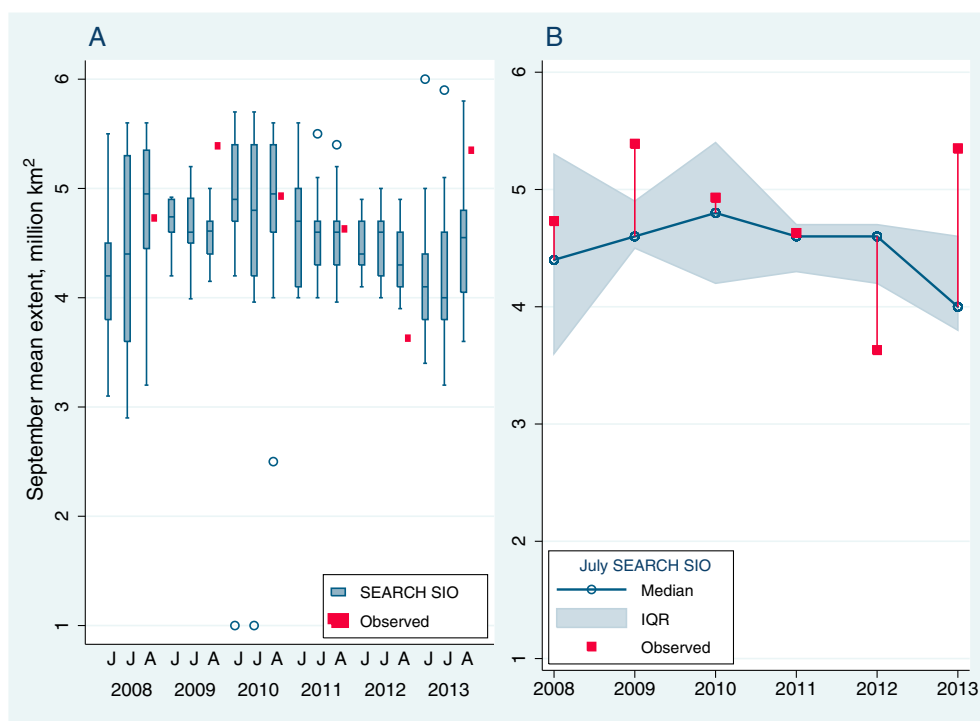 A
B
September mean extent, million km²
6
5
4
3
2
1
SEARCH SIO
Observed
J J A J J A J J A J J A J J A J J A
2008 2009 2010 2011 2012 2013
6
5
4
3
2
1
July SEARCH SIO
Median
IQR
Observed
2008 2009 2010 2011 2012 2013